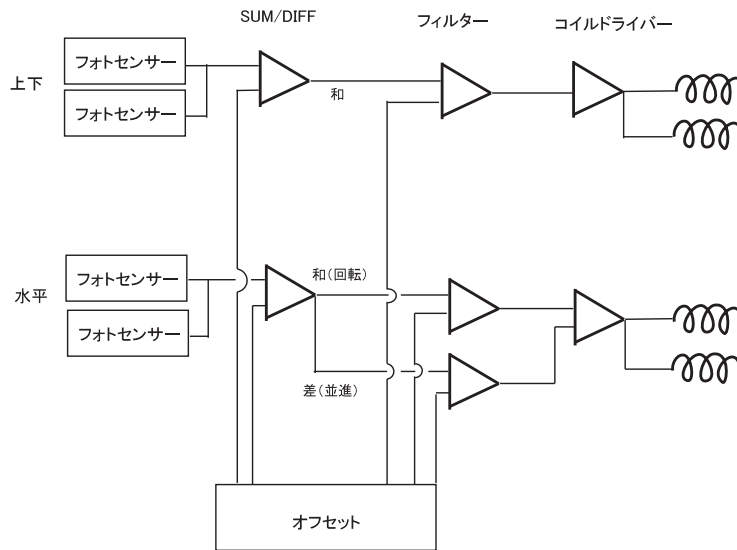 SUM/DIFF
フィルター
コイルドライバー
フォトセンサー
上下
フォトセンサー
和
フォトセンサー
和(回転)
水平
フォトセンサー
差(並進)
オフセット